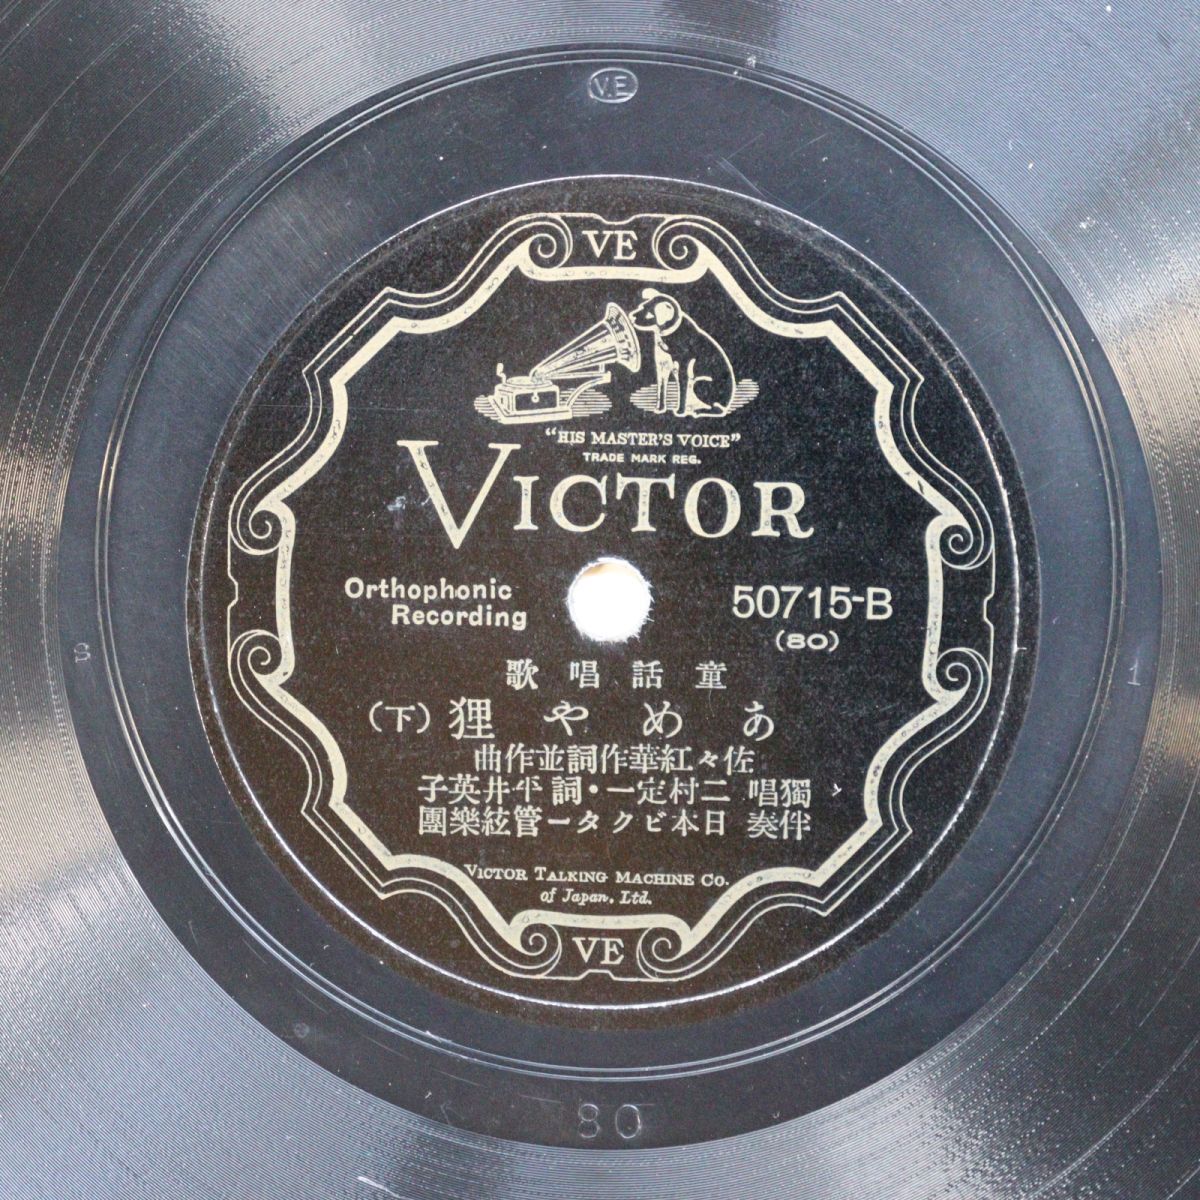 VE
VE
"HIS MASTER'S VOICE"
TRADE MARK REG.
VICTOR
Orthophonic
Recording
50715-B
(80)
童話唱歌
あめや狸(下)
佐々紅華作詞並作曲
獨唱 二村定一・詞 平井英子
伴奏 日本ビクター管絃樂團
VICTOR TALKING MACHINE CO.
of Japan, Ltd.
VE
S
1
80